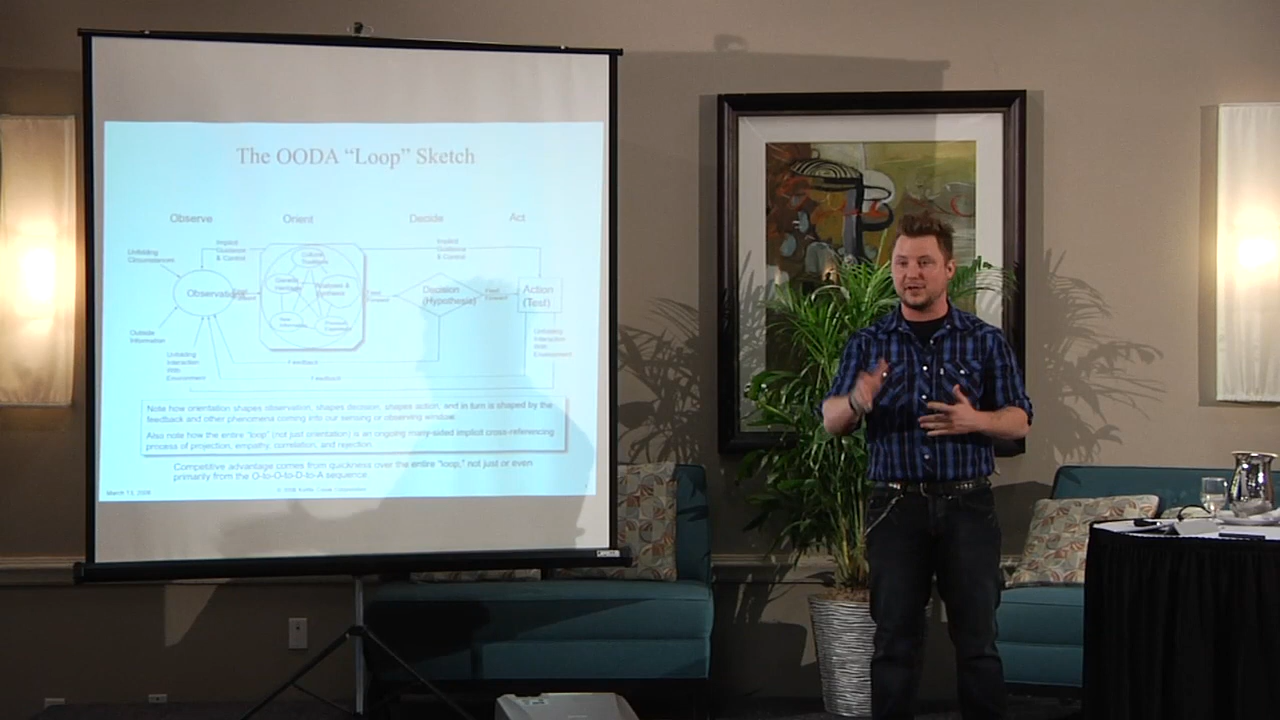 The OODA “Loop” Sketch
Observe Orient Decide Act
Implicit
Guidance
& Control
Implicit
Guidance
& Control
Unfolding
Circumstances
Cultural
Traditions
Genetic
Heritage
Analyses &
Synthesis
New
Information
Previous
Experience
Observations
Feed
Forward
Feed
Forward
Decision
(Hypothesis)
Feed
Forward
Action
(Test)
Outside
Information
Unfolding
Interaction
With
Environment
Unfolding
Interaction
With
Environment
Feedback
Feedback
Note how orientation shapes observation, shapes decision, shapes action, and in turn is shaped by the
feedback and other phenomena coming into our sensing or observing window.
Also note how the entire “loop” (not just orientation) is an ongoing many-sided implicit cross-referencing
process of projection, empathy, correlation, and rejection.
Competitive advantage comes from quickness over the entire “loop,” not just or even
primarily from the O-to-O-to-D-to-A sequence